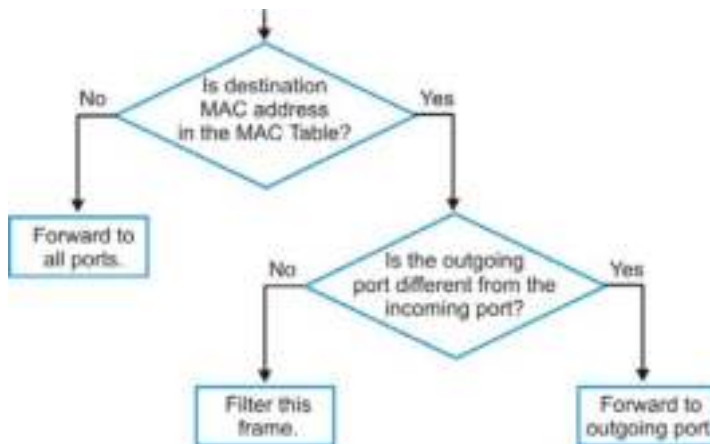 Is destination
MAC address
in the MAC Table?
No
Yes
Forward to
all ports.
Is the outgoing
port different from the
incoming port?
No
Yes
Filter this
frame.
Forward to
outgoing port